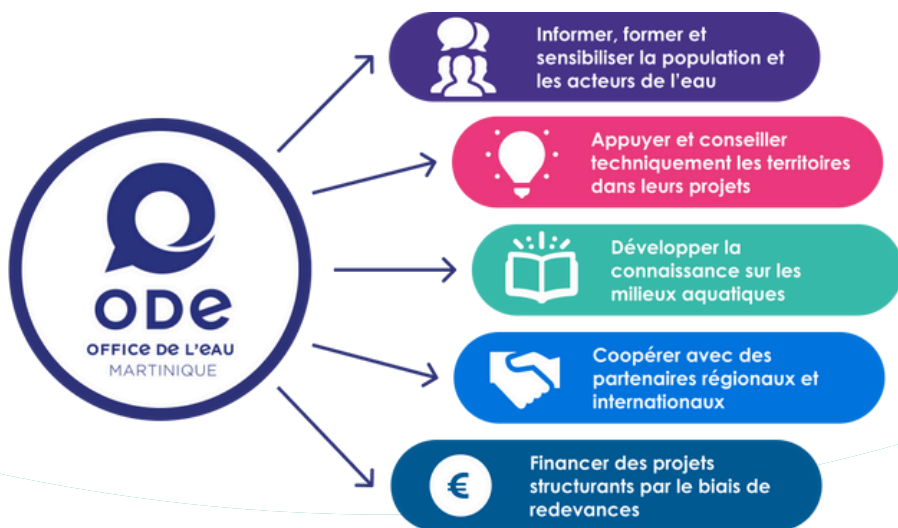 Informer, former et
sensibiliser la population et
les acteurs de l'eau
Appuyer et conseiller
techniquement les territoires
dans leurs projets
ODe
OFFICE DE L'EAU
MARTINIQUE
Développer la
connaissance sur les
milieux aquatiques
Coopérer avec des
partenaires régionaux et
internationaux
€
Financer des projets
structurants par le biais de
redevances